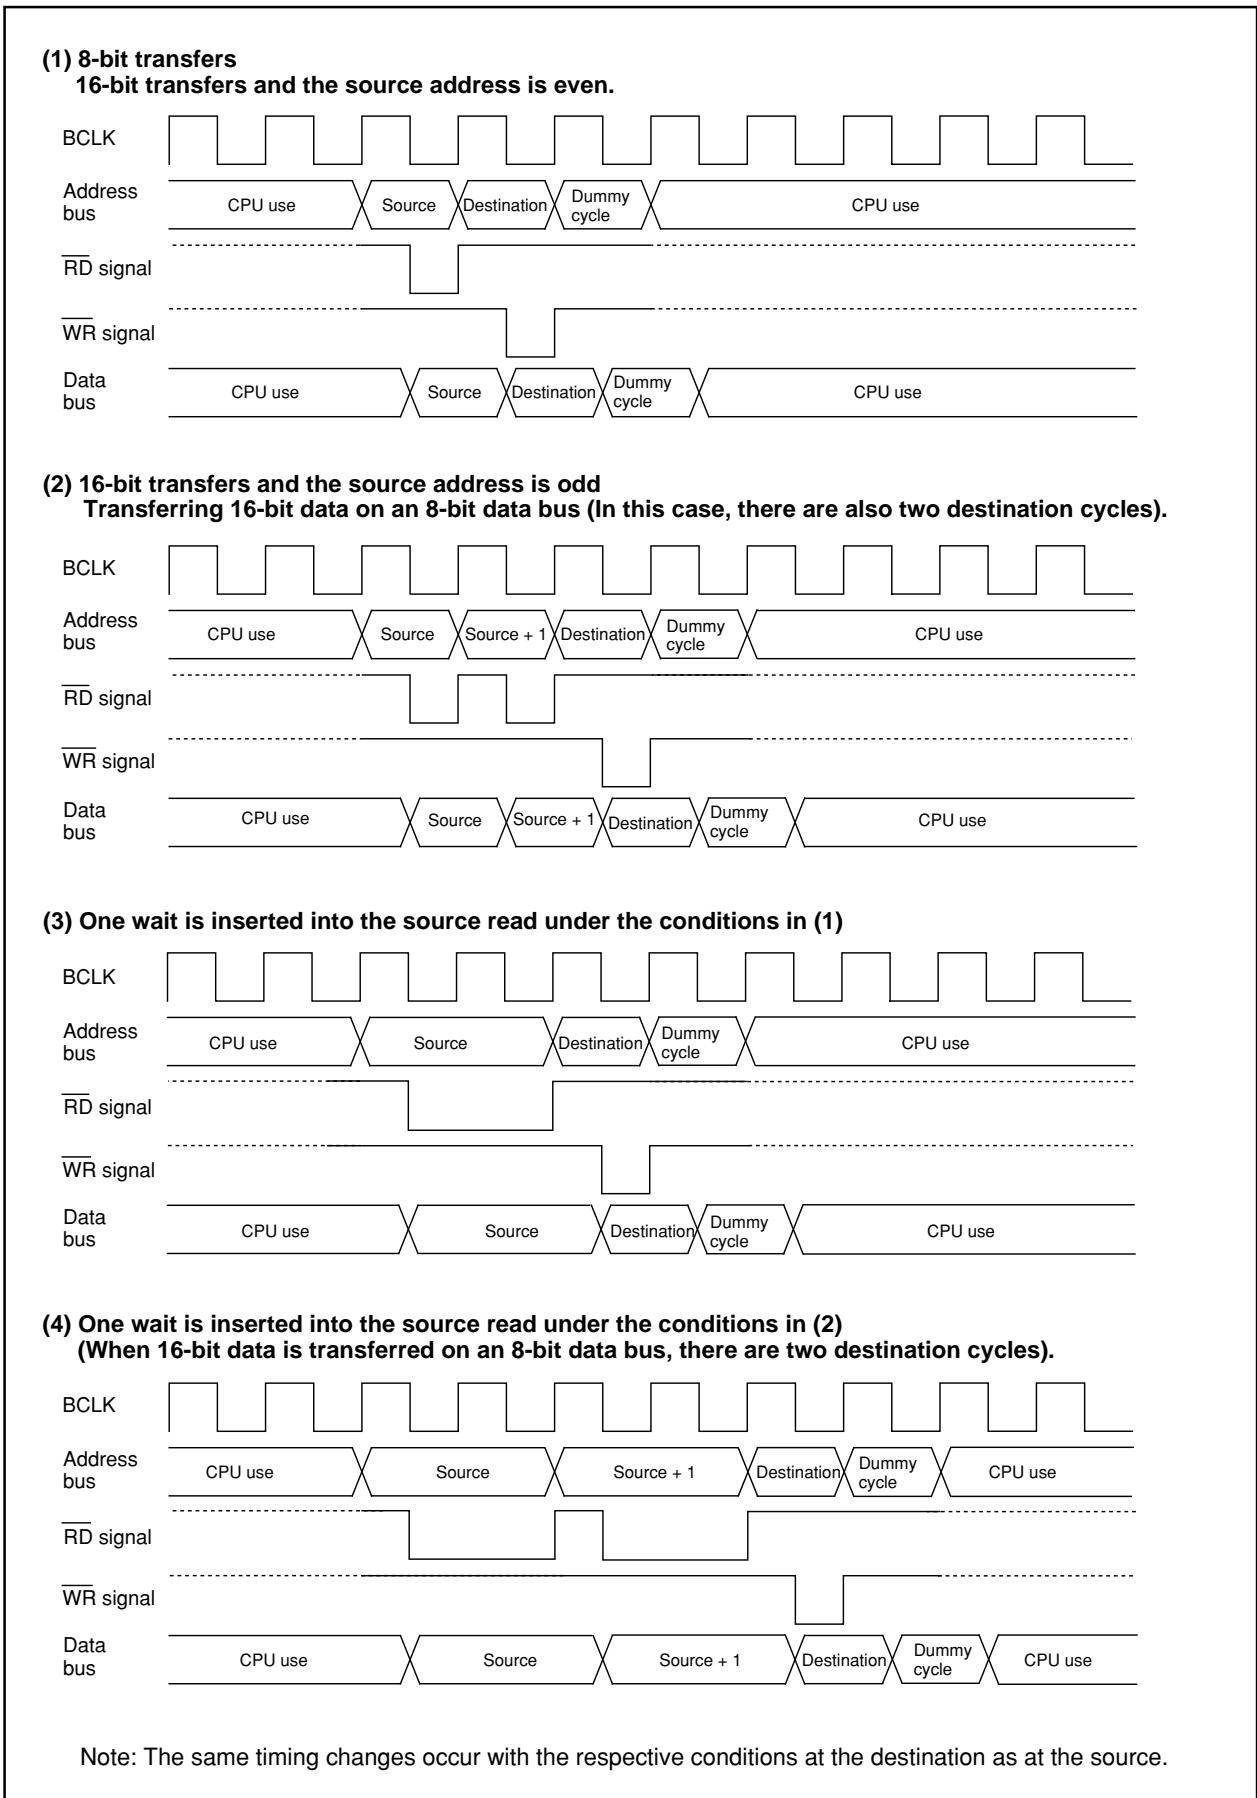 (1) 8-bit transfers
16-bit transfers and the source address is even.
BCLK
Address
bus
CPU use
Source
Destination
Dummy
cycle
CPU use
RD signal
WR signal
Data
bus
CPU use
Source
Destination
Dummy
cycle
CPU use
(2) 16-bit transfers and the source address is odd
Transferring 16-bit data on an 8-bit data bus (In this case, there are also two destination cycles).
BCLK
Address
bus
CPU use
Source
Source + 1
Destination
Dummy
cycle
CPU use
RD signal
WR signal
Data
bus
CPU use
Source
Source + 1
Destination
Dummy
cycle
CPU use
(3) One wait is inserted into the source read under the conditions in (1)
BCLK
Address
bus
CPU use
Source
Destination
Dummy
cycle
CPU use
RD signal
WR signal
Data
bus
CPU use
Source
Destination
Dummy
cycle
CPU use
(4) One wait is inserted into the source read under the conditions in (2)
(When 16-bit data is transferred on an 8-bit data bus, there are two destination cycles).
BCLK
Address
bus
CPU use
Source
Source + 1
Destination
Dummy
cycle
CPU use
RD signal
WR signal
Data
bus
CPU use
Source
Source + 1
Destination
Dummy
cycle
CPU use
Note: The same timing changes occur with the respective conditions at the destination as at the source.